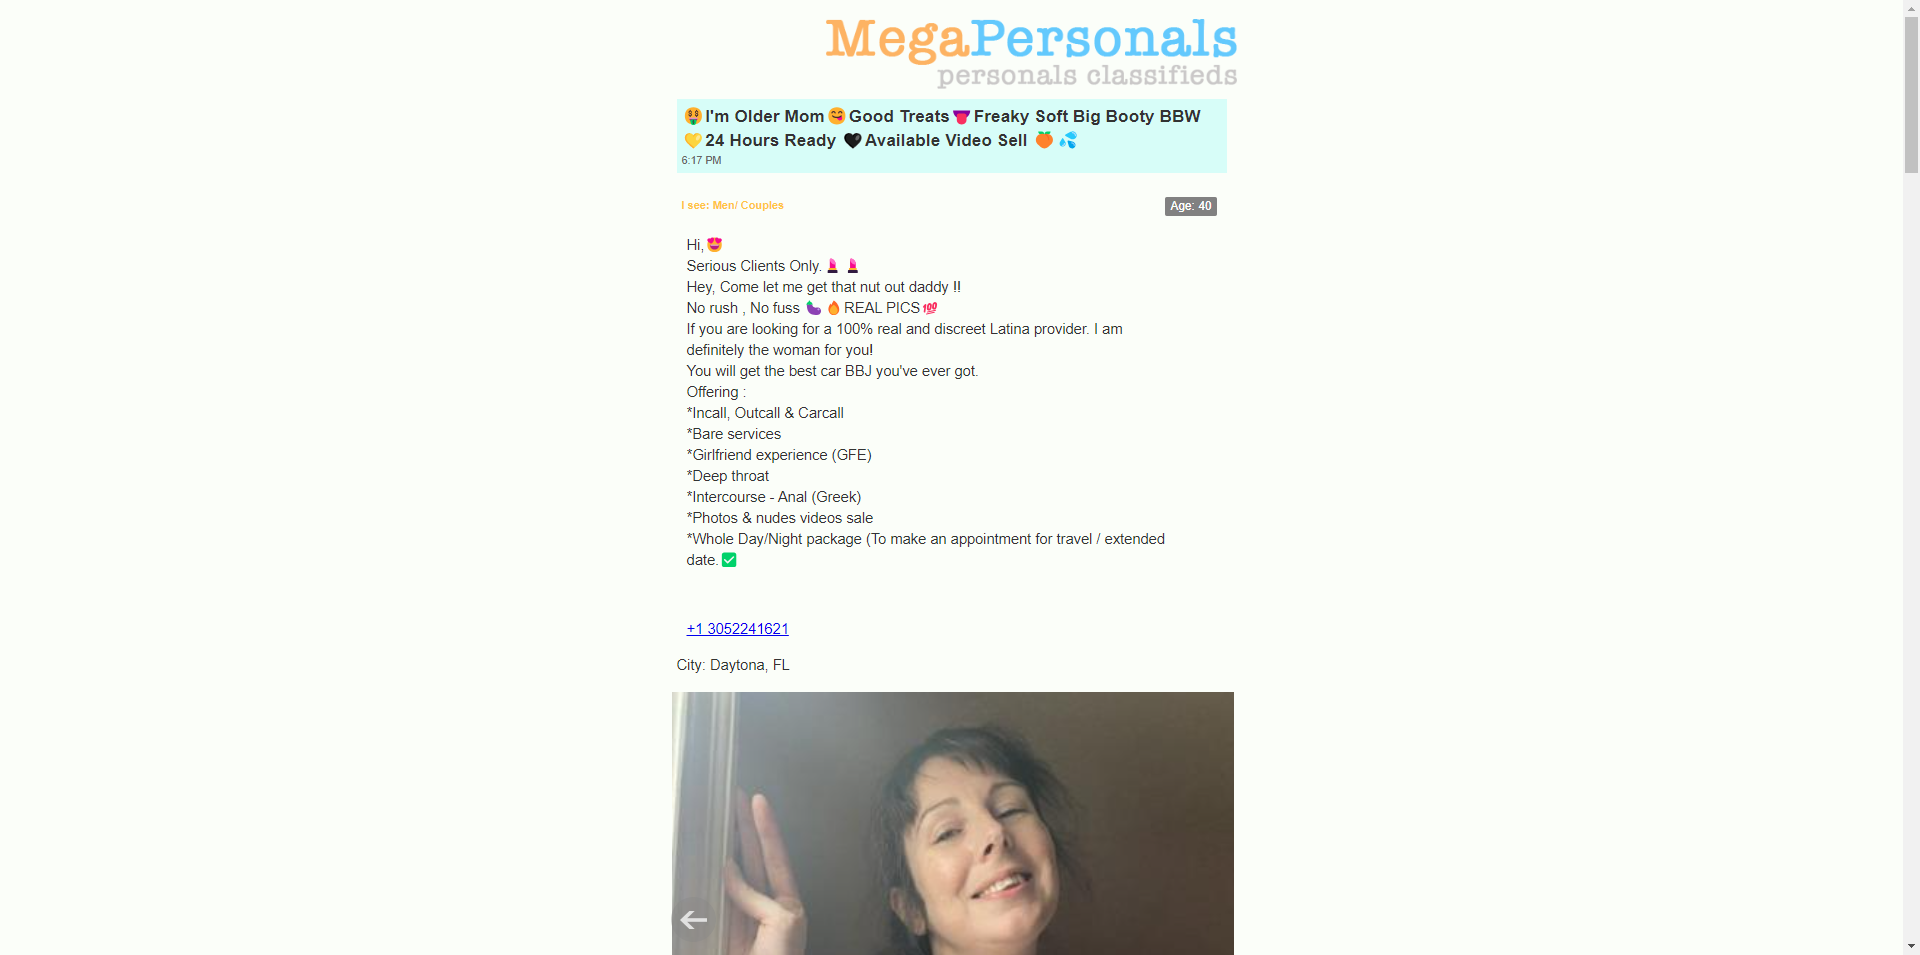 MegaPersonals
personals classifieds
🤑I'm Older Mom😋Good Treats👅Freaky Soft Big Booty BBW
💛24 Hours Ready 🖤Available Video Sell 🍑💦
6:17 PM
I see: Men/ Couples
Age: 40
Hi,😍
Serious Clients Only.💄💄
Hey, Come let me get that nut out daddy !!
No rush , No fuss 🍆🔥REAL PICS💯
If you are looking for a 100% real and discreet Latina provider. I am
definitely the woman for you!
You will get the best car BBJ you've ever got.
Offering :
*Incall, Outcall & Carcall
*Bare services
*Girlfriend experience (GFE)
*Deep throat
*Intercourse - Anal (Greek)
*Photos & nudes videos sale
*Whole Day/Night package (To make an appointment for travel / extended
date.✅
+1 3052241621
City: Daytona, FL